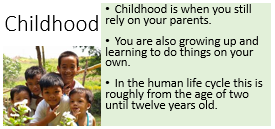 Childhood
• Childhood is when you still
rely on your parents.
• You are also growing up and
learning to do things on your
own.
• In the human life cycle this is
roughly from the age of two
until twelve years old.